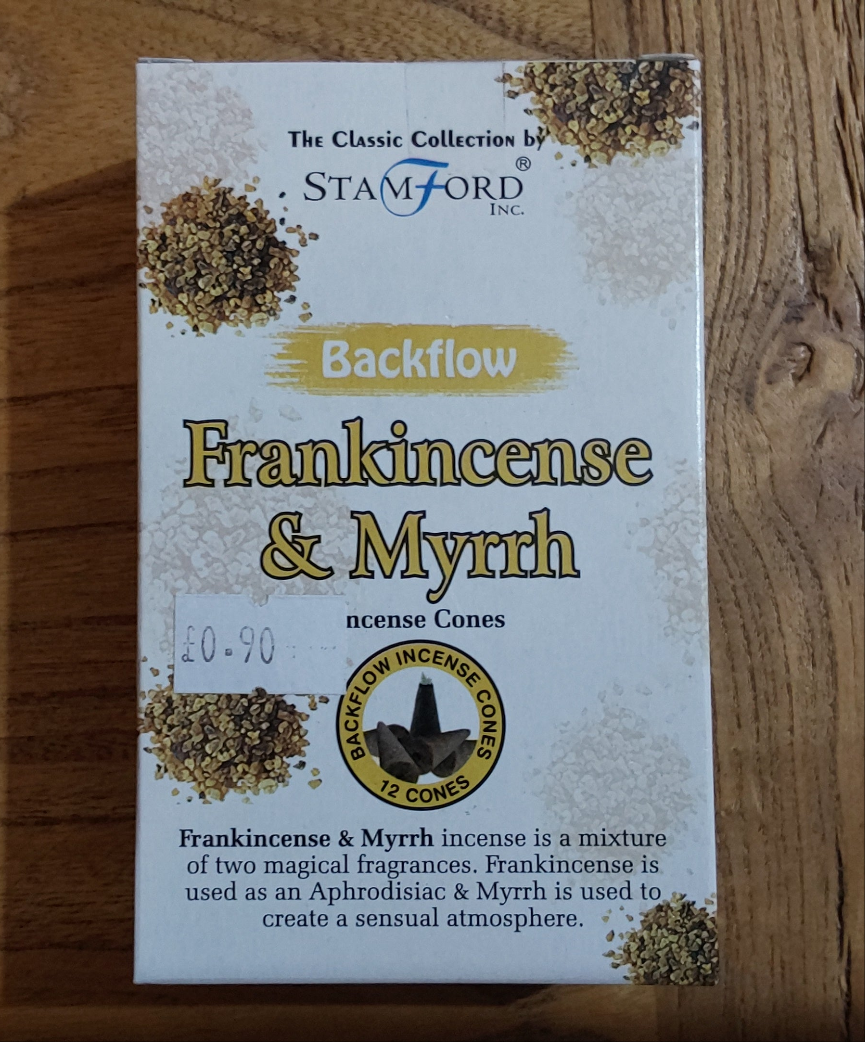 The Classic Collection by
STAMFORD®
INC.
Backflow
Frankincense
& Myrrh
ncense Cones
£0.90
BACKFLOW INCENSE CONES
12 CONES
Frankincense & Myrrh incense is a mixture
of two magical fragrances. Frankincense is
used as an Aphrodisiac & Myrrh is used to
create a sensual atmosphere.